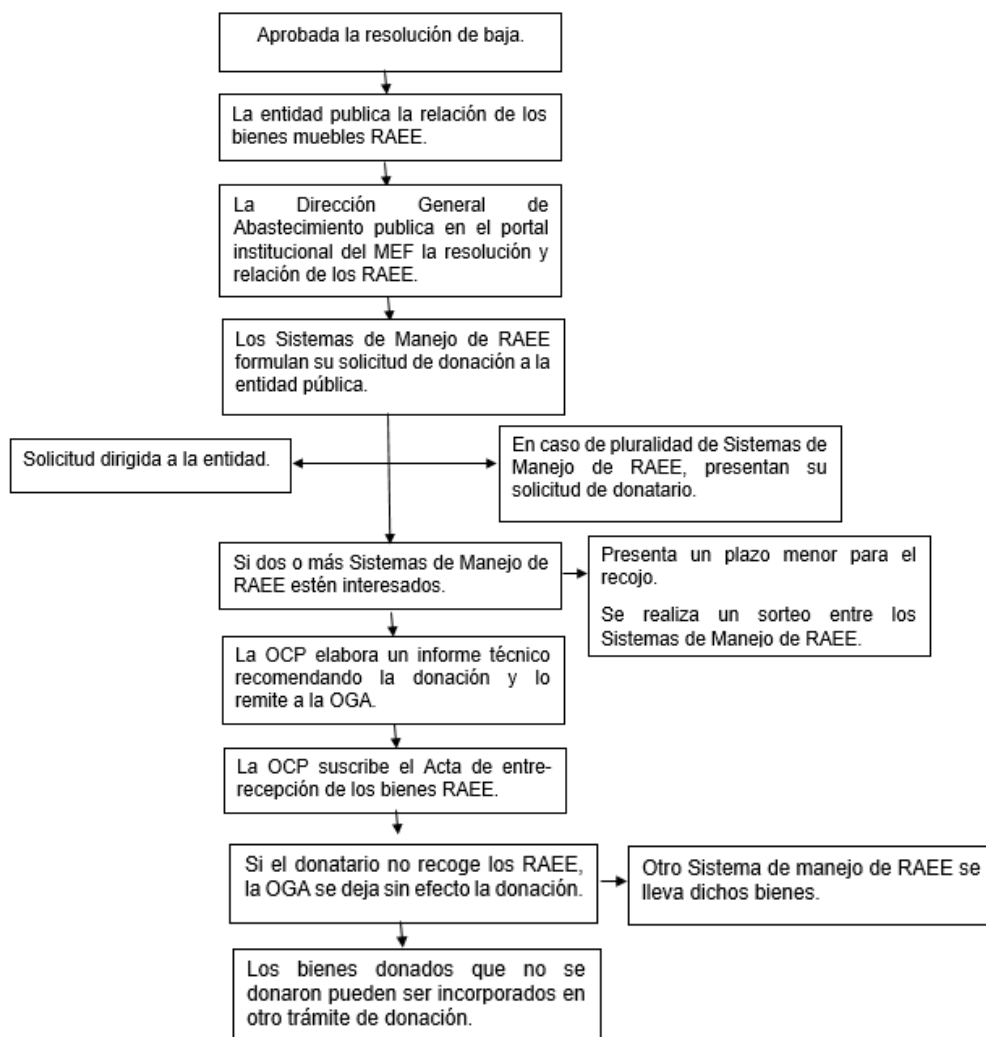 Aprobada la resolución de baja.
La entidad publica la relación de los
bienes muebles RAEE.
La Dirección General de
Abastecimiento publica en el portal
institucional del MEF la resolución y
relación de los RAEE.
Los Sistemas de Manejo de RAEE
formulan su solicitud de donación a la
entidad pública.
Solicitud dirigida a la entidad.
En caso de pluralidad de Sistemas de
Manejo de RAEE, presentan su
solicitud de donatario.
Si dos o más Sistemas de Manejo de
RAEE estén interesados.
Presenta un plazo menor para el
recojo.
Se realiza un sorteo entre los
Sistemas de Manejo de RAEE.
La OCP elabora un informe técnico
recomendando la donación y lo
remite a la OGA.
La OCP suscribe el Acta de entre-
recepción de los bienes RAEE.
Si el donatario no recoge los RAEE,
la OGA se deja sin efecto la donación.
Otro Sistema de manejo de RAEE se
lleva dichos bienes.
Los bienes donados que no se
donaron pueden ser incorporados en
otro trámite de donación.